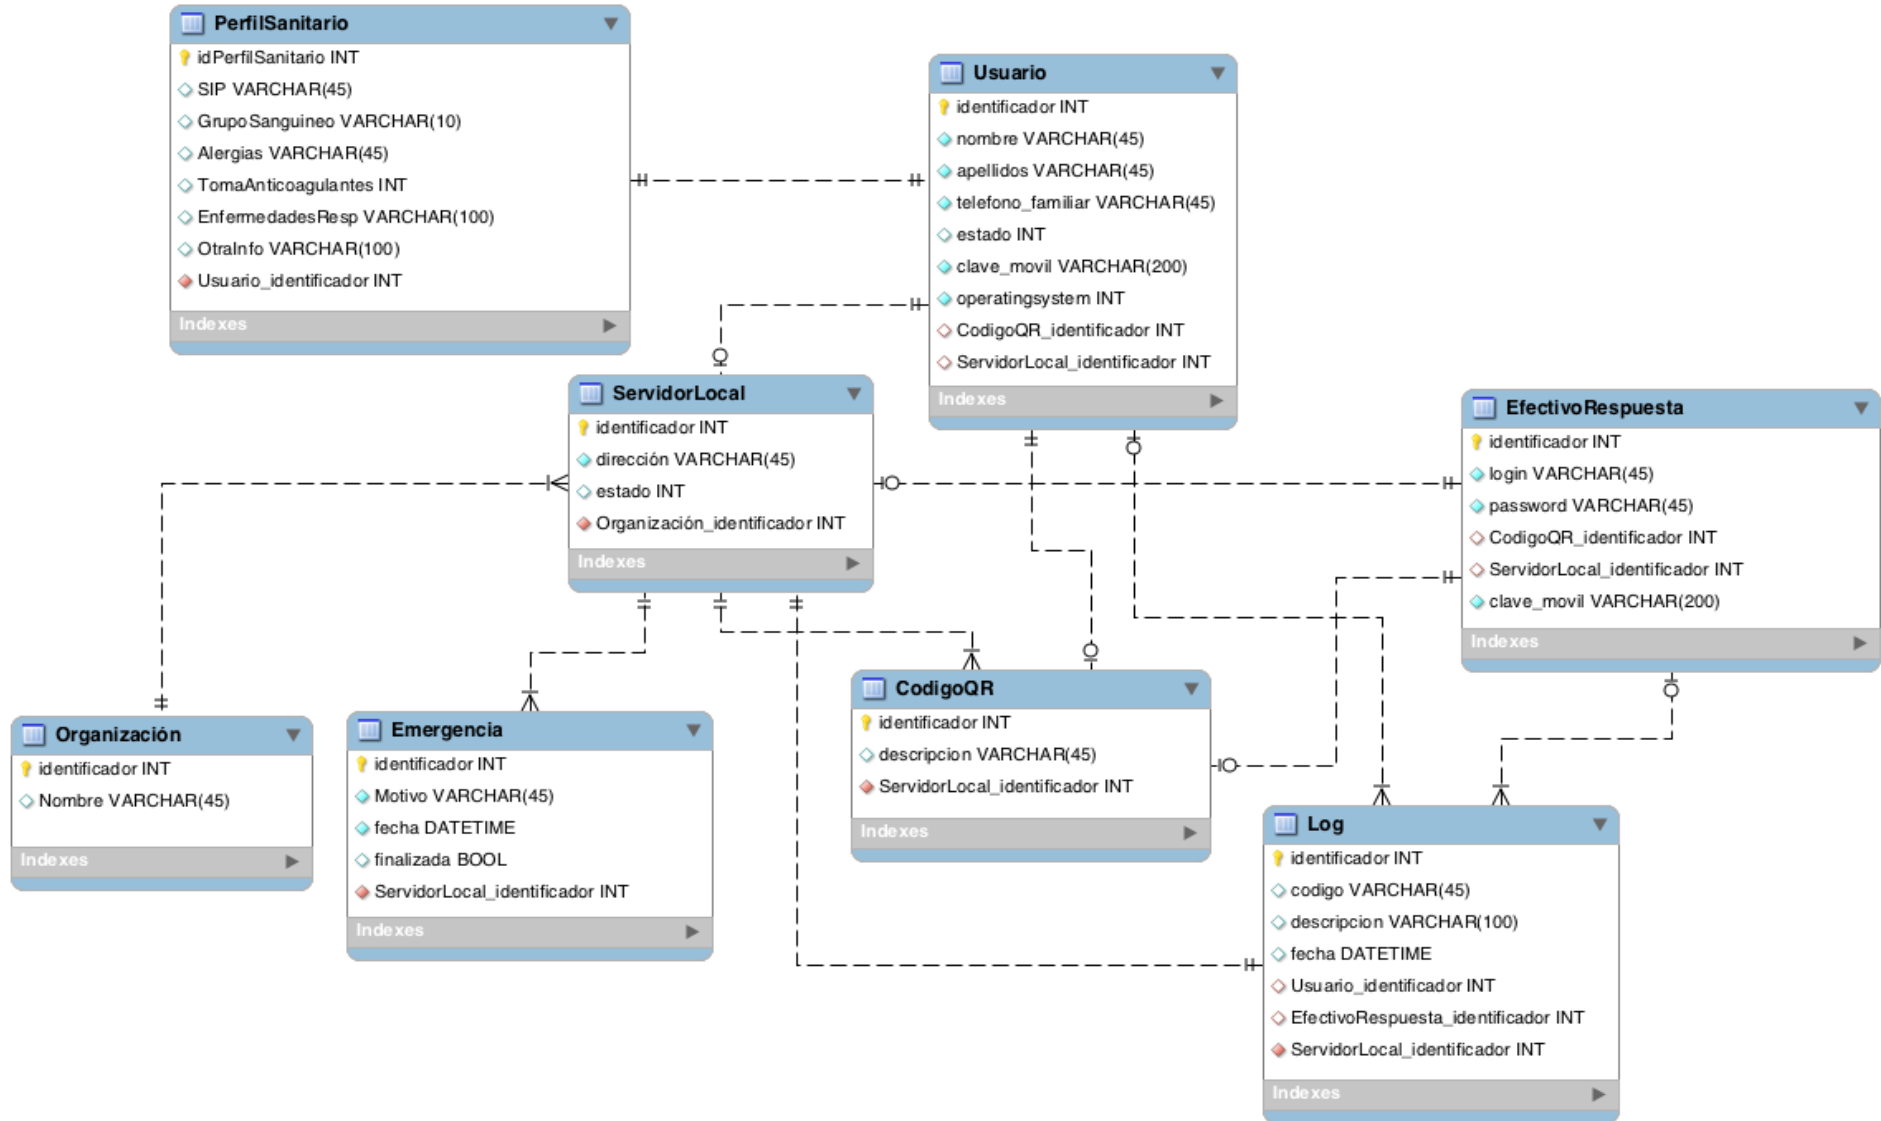 PerfilSanitario
idPerfilSanitario INT
SIP VARCHAR(45)
GrupoSanguineo VARCHAR(10)
Alergias VARCHAR(45)
TomaAnticoagulantes INT
EnfermedadesResp VARCHAR(100)
OtraInfo VARCHAR(100)
Usuario_identificador INT
Indexes
Usuario
identificador INT
nombre VARCHAR(45)
apellidos VARCHAR(45)
telefono_familiar VARCHAR(45)
estado INT
clave_movil VARCHAR(200)
operatingsystem INT
CodigoQR_identificador INT
ServidorLocal_identificador INT
Indexes
ServidorLocal
identificador INT
dirección VARCHAR(45)
estado INT
Organización_identificador INT
Indexes
EfectivoRespuesta
identificador INT
login VARCHAR(45)
password VARCHAR(45)
CodigoQR_identificador INT
ServidorLocal_identificador INT
clave_movil VARCHAR(200)
Indexes
Organización
identificador INT
Nombre VARCHAR(45)
Indexes
Emergencia
identificador INT
Motivo VARCHAR(45)
fecha DATETIME
finalizada BOOL
ServidorLocal_identificador INT
Indexes
CodigoQR
identificador INT
descripcion VARCHAR(45)
ServidorLocal_identificador INT
Indexes
Log
identificador INT
codigo VARCHAR(45)
descripcion VARCHAR(100)
fecha DATETIME
Usuario_identificador INT
EfectivoRespuesta_identificador INT
ServidorLocal_identificador INT
Indexes